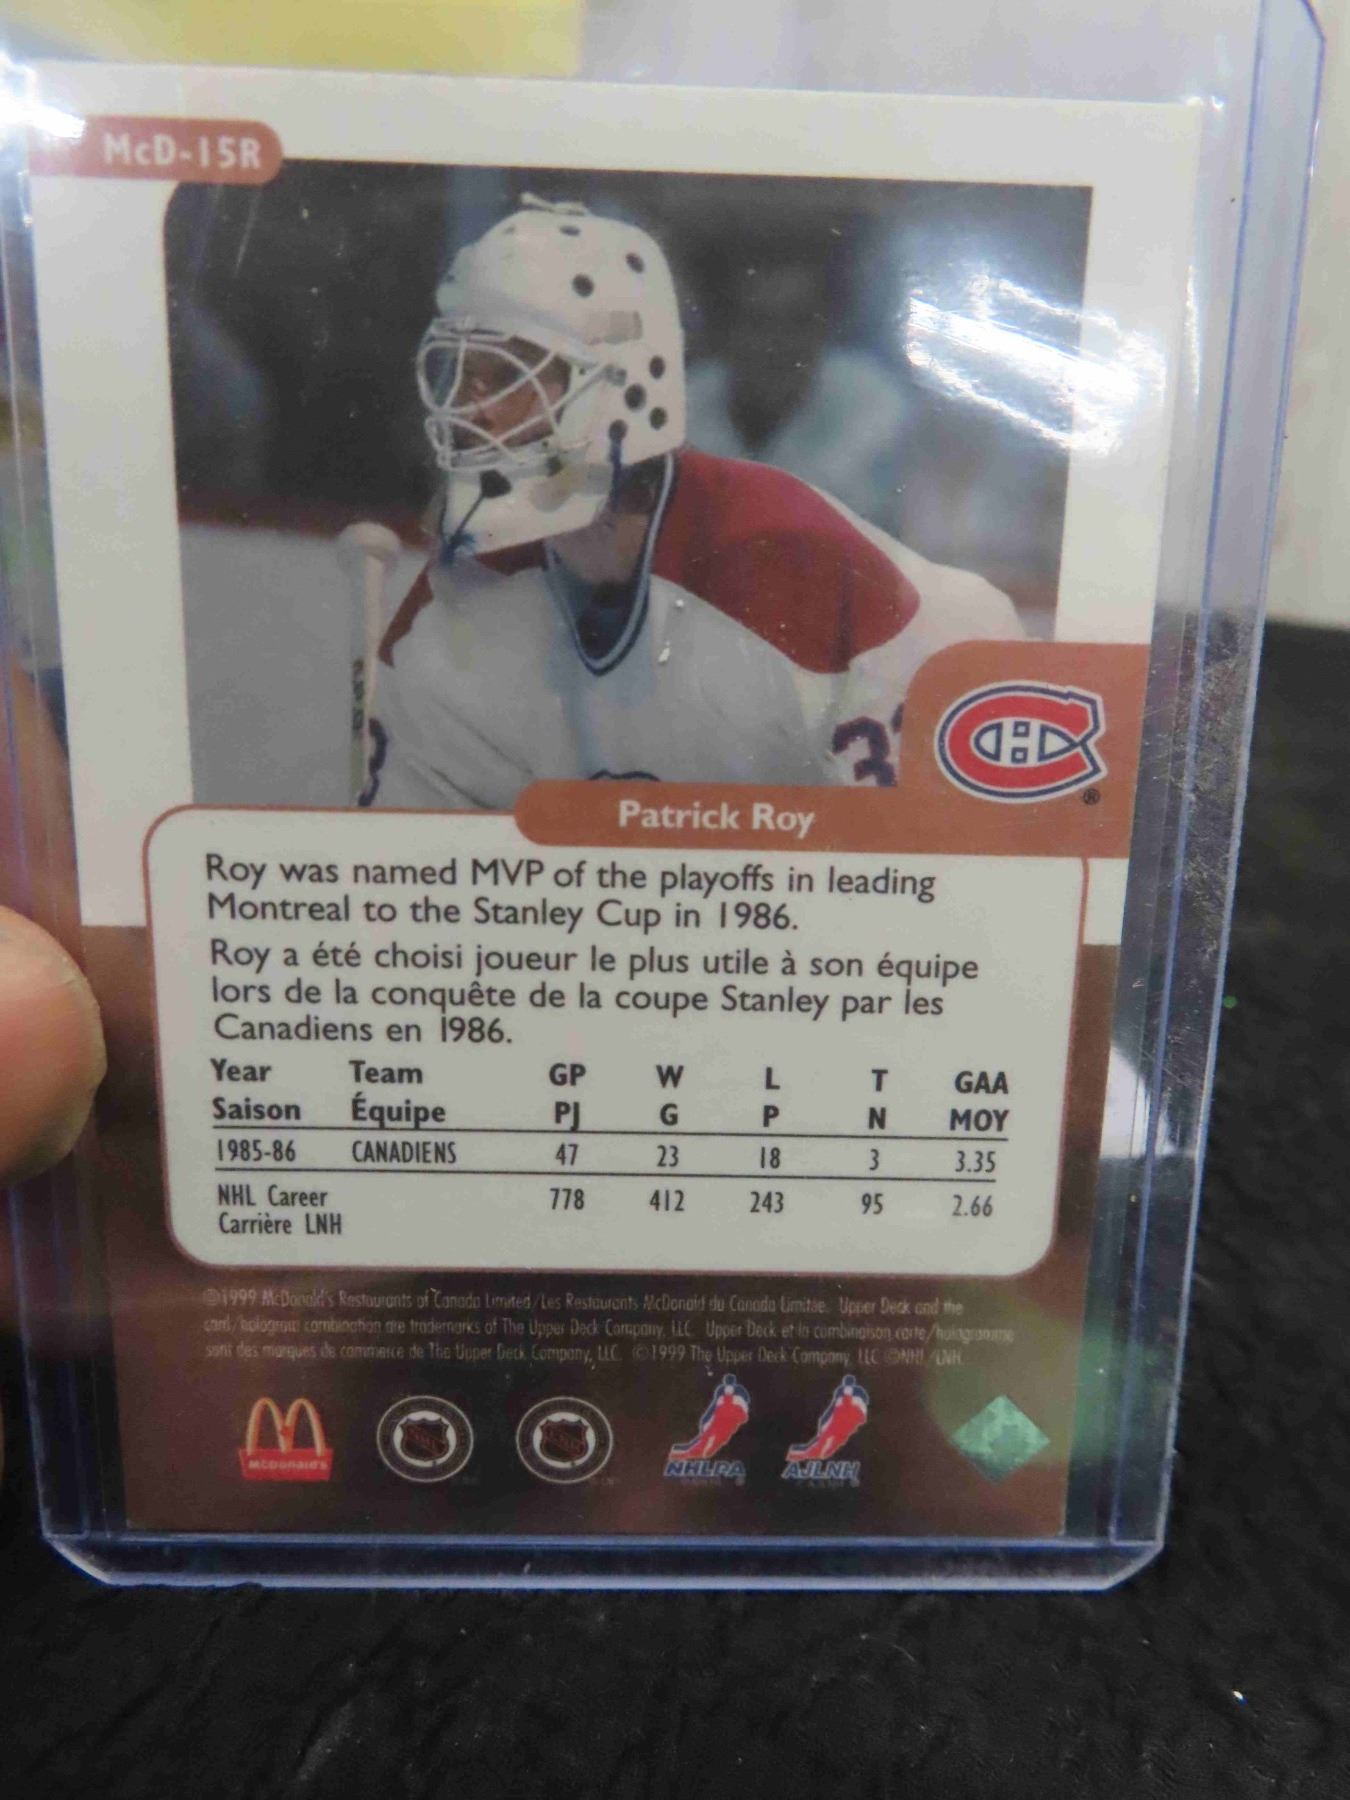 McD-15R
33
Patrick Roy
Roy was named MVP of the playoffs in leading
Montreal to the Stanley Cup in 1986.
Roy a été choisi joueur le plus utile à son équipe
lors de la conquête de la coupe Stanley par les
Canadiens en 1986.
Year Team GP W L T GAA
Saison Équipe PJ G P N MOY
1985-86 CANADIENS 47 23 18 3 3.35
NHL Career 778 412 243 95 2.66
Carrière LNH
©1999 McDonald's Restaurants of Canada Limited/Les Restaurants McDonald du Canada Limitée. Upper Deck and the
card/hologram combination are trademarks of The Upper Deck Company, LLC. Upper Deck et la combinaison carte/hologramme
sont des marques de commerce de The Upper Deck Company, LLC. ©1999 The Upper Deck Company, LLC ©NHL/LNH
McDonald's NHL NHLPA AJLNH